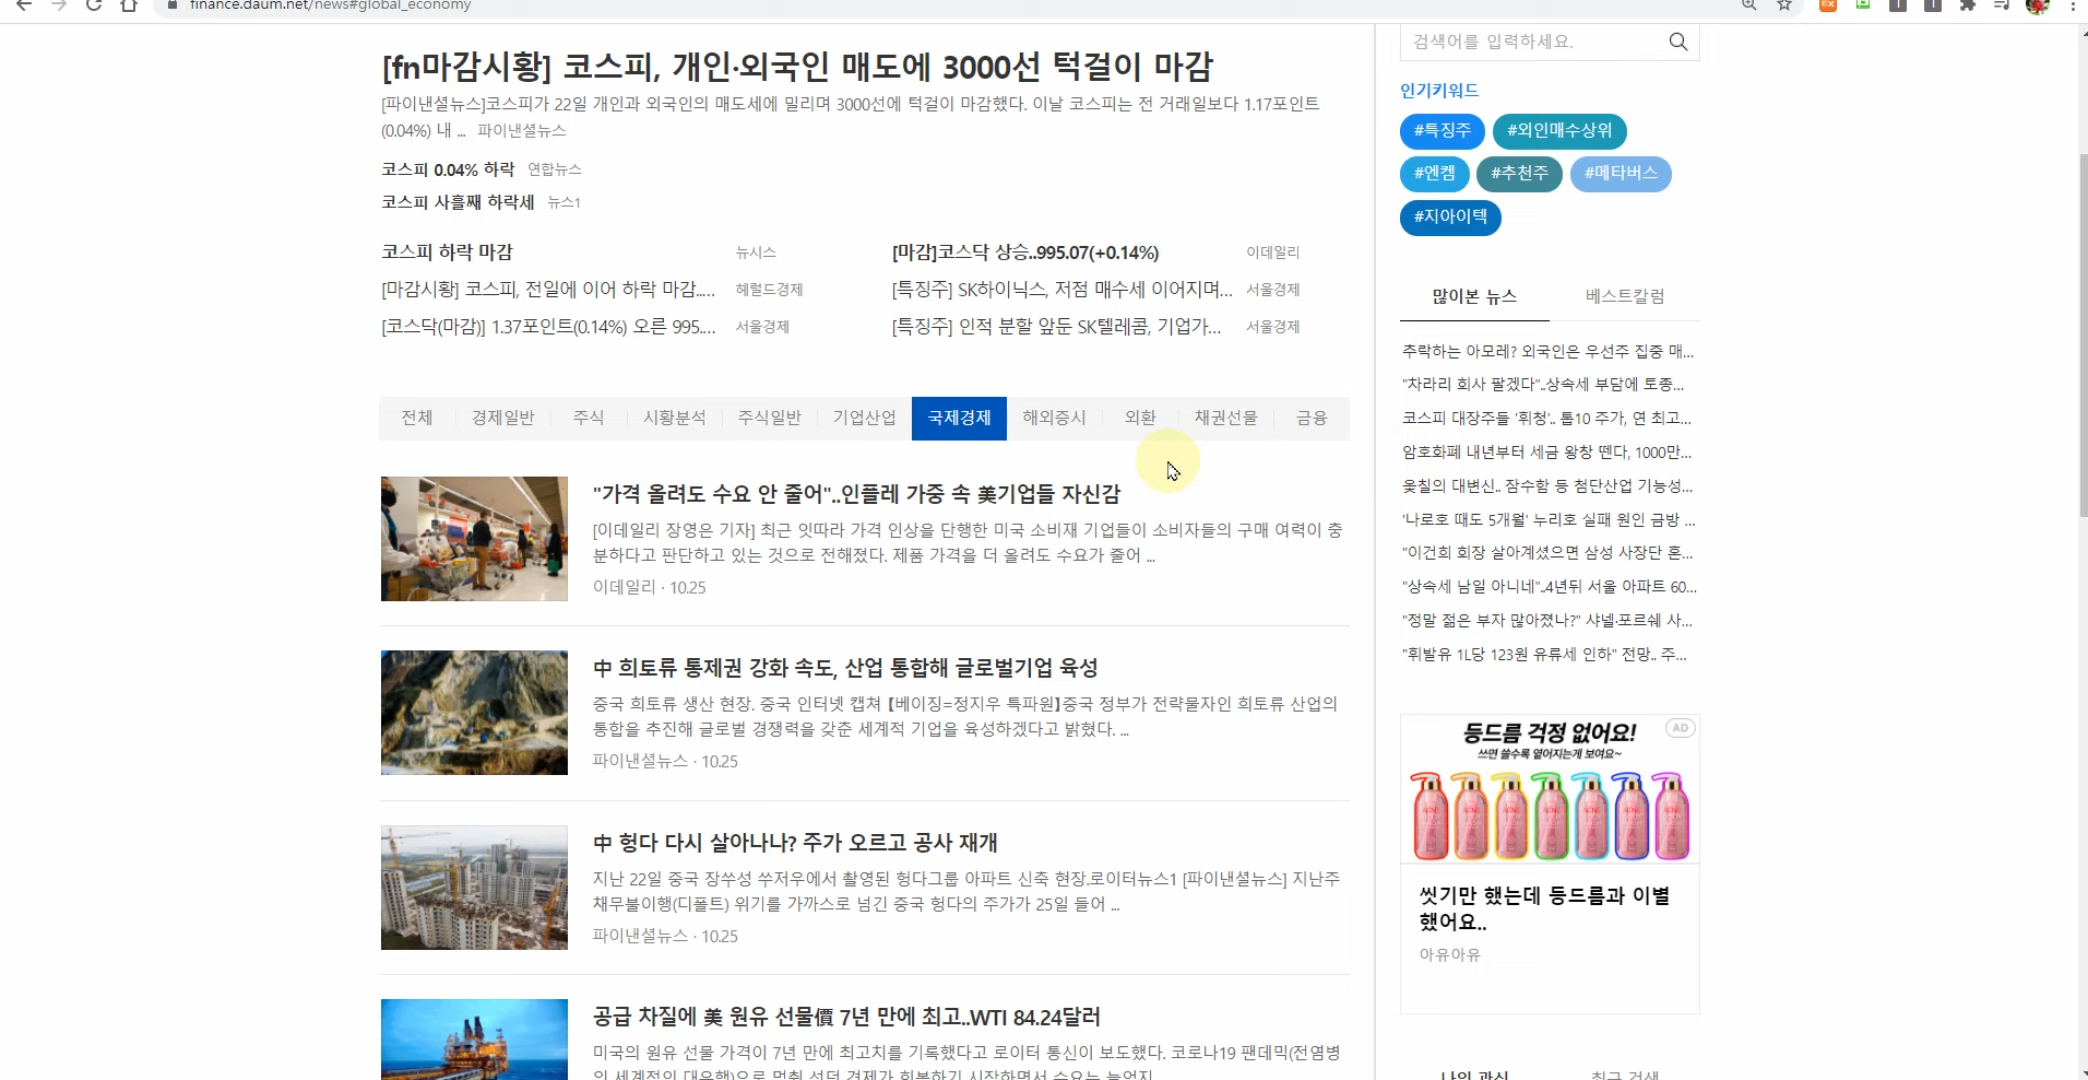 finance.daum.net/news#global_economy
[fn마감시황] 코스피, 개인·외국인 매도에 3000선 턱걸이 마감
[파이낸셜뉴스]코스피가 22일 개인과 외국인의 매도세에 밀리며 3000선에 턱걸이 마감했다. 이날 코스피는 전 거래일보다 1.17포인트
(0.04%) 내 ... 파이낸셜뉴스
코스피 0.04% 하락 연합뉴스
코스피 사흘째 하락세 뉴스1
코스피 하락 마감 뉴시스
[마감시황] 코스피, 전일에 이어 하락 마감..... 헤럴드경제
[코스닥(마감)] 1.37포인트(0.14%) 오른 995.... 서울경제
[마감]코스닥 상승..995.07(+0.14%) 이데일리
[특징주] SK하이닉스, 저점 매수세 이어지며... 서울경제
[특징주] 인적 분할 앞둔 SK텔레콤, 기업가... 서울경제
전체 경제일반 주식 시황분석 주식일반 기업산업 국제경제 해외증시 외환 채권선물 금융
"가격 올려도 수요 안 줄어"..인플레 가중 속 美기업들 자신감
[이데일리 장영은 기자] 최근 잇따라 가격 인상을 단행한 미국 소비재 기업들이 소비자들의 구매 여력이 충
분하다고 판단하고 있는 것으로 전해졌다. 제품 가격을 더 올려도 수요가 줄어 ...
이데일리 · 10.25
中 희토류 통제권 강화 속도, 산업 통합해 글로벌기업 육성
중국 희토류 생산 현장. 중국 인터넷 캡쳐【베이징=정지우 특파원】중국 정부가 전략물자인 희토류 산업의
통합을 추진해 글로벌 경쟁력을 갖춘 세계적 기업을 육성하겠다고 밝혔다. ...
파이낸셜뉴스 · 10.25
中 헝다 다시 살아나나? 주가 오르고 공사 재개
지난 22일 중국 장쑤성 쑤저우에서 촬영된 헝다그룹 아파트 신축 현장.로이터뉴스1 [파이낸셜뉴스] 지난주
채무불이행(디폴트) 위기를 가까스로 넘긴 중국 헝다의 주가가 25일 들어 ...
파이낸셜뉴스 · 10.25
공급 차질에 美 원유 선물價 7년 만에 최고..WTI 84.24달러
미국의 원유 선물 가격이 7년 만에 최고치를 기록했다고 로이터 통신이 보도했다. 코로나19 팬데믹(전염병
의 세계적인 대유행)으로 멈춰 섰던 경제가 회복하기 시작하면서 수요는 늘었지
검색어를 입력하세요.
인기키워드
#특징주 #외인매수상위
#엔켐 #추천주 #메타버스
#지아이텍
많이본 뉴스 베스트칼럼
추락하는 아모레? 외국인은 우선주 집중 매...
"차라리 회사 팔겠다"..상속세 부담에 토종...
코스피 대장주들 '휘청'.. 톱10 주가, 연 최고...
암호화폐 내년부터 세금 왕창 뗀다, 1000만...
옻칠의 대변신.. 잠수함 등 첨단산업 기능성...
'나로호 때도 5개월' 누리호 실패 원인 금방 ...
"이건희 회장 살아계셨으면 삼성 사장단 혼...
"상속세 남일 아니네"..4년뒤 서울 아파트 60...
"정말 젊은 부자 많아졌나?" 샤넬·포르쉐 사...
"휘발유 1L당 123원 유류세 인하" 전망.. 주...
등드름 걱정 없어요!
AD
쓰면 쓸수록 옅어지는게 보여요~
씻기만 했는데 등드름과 이별
했어요..
아유아유
나의 관심 최근 검색